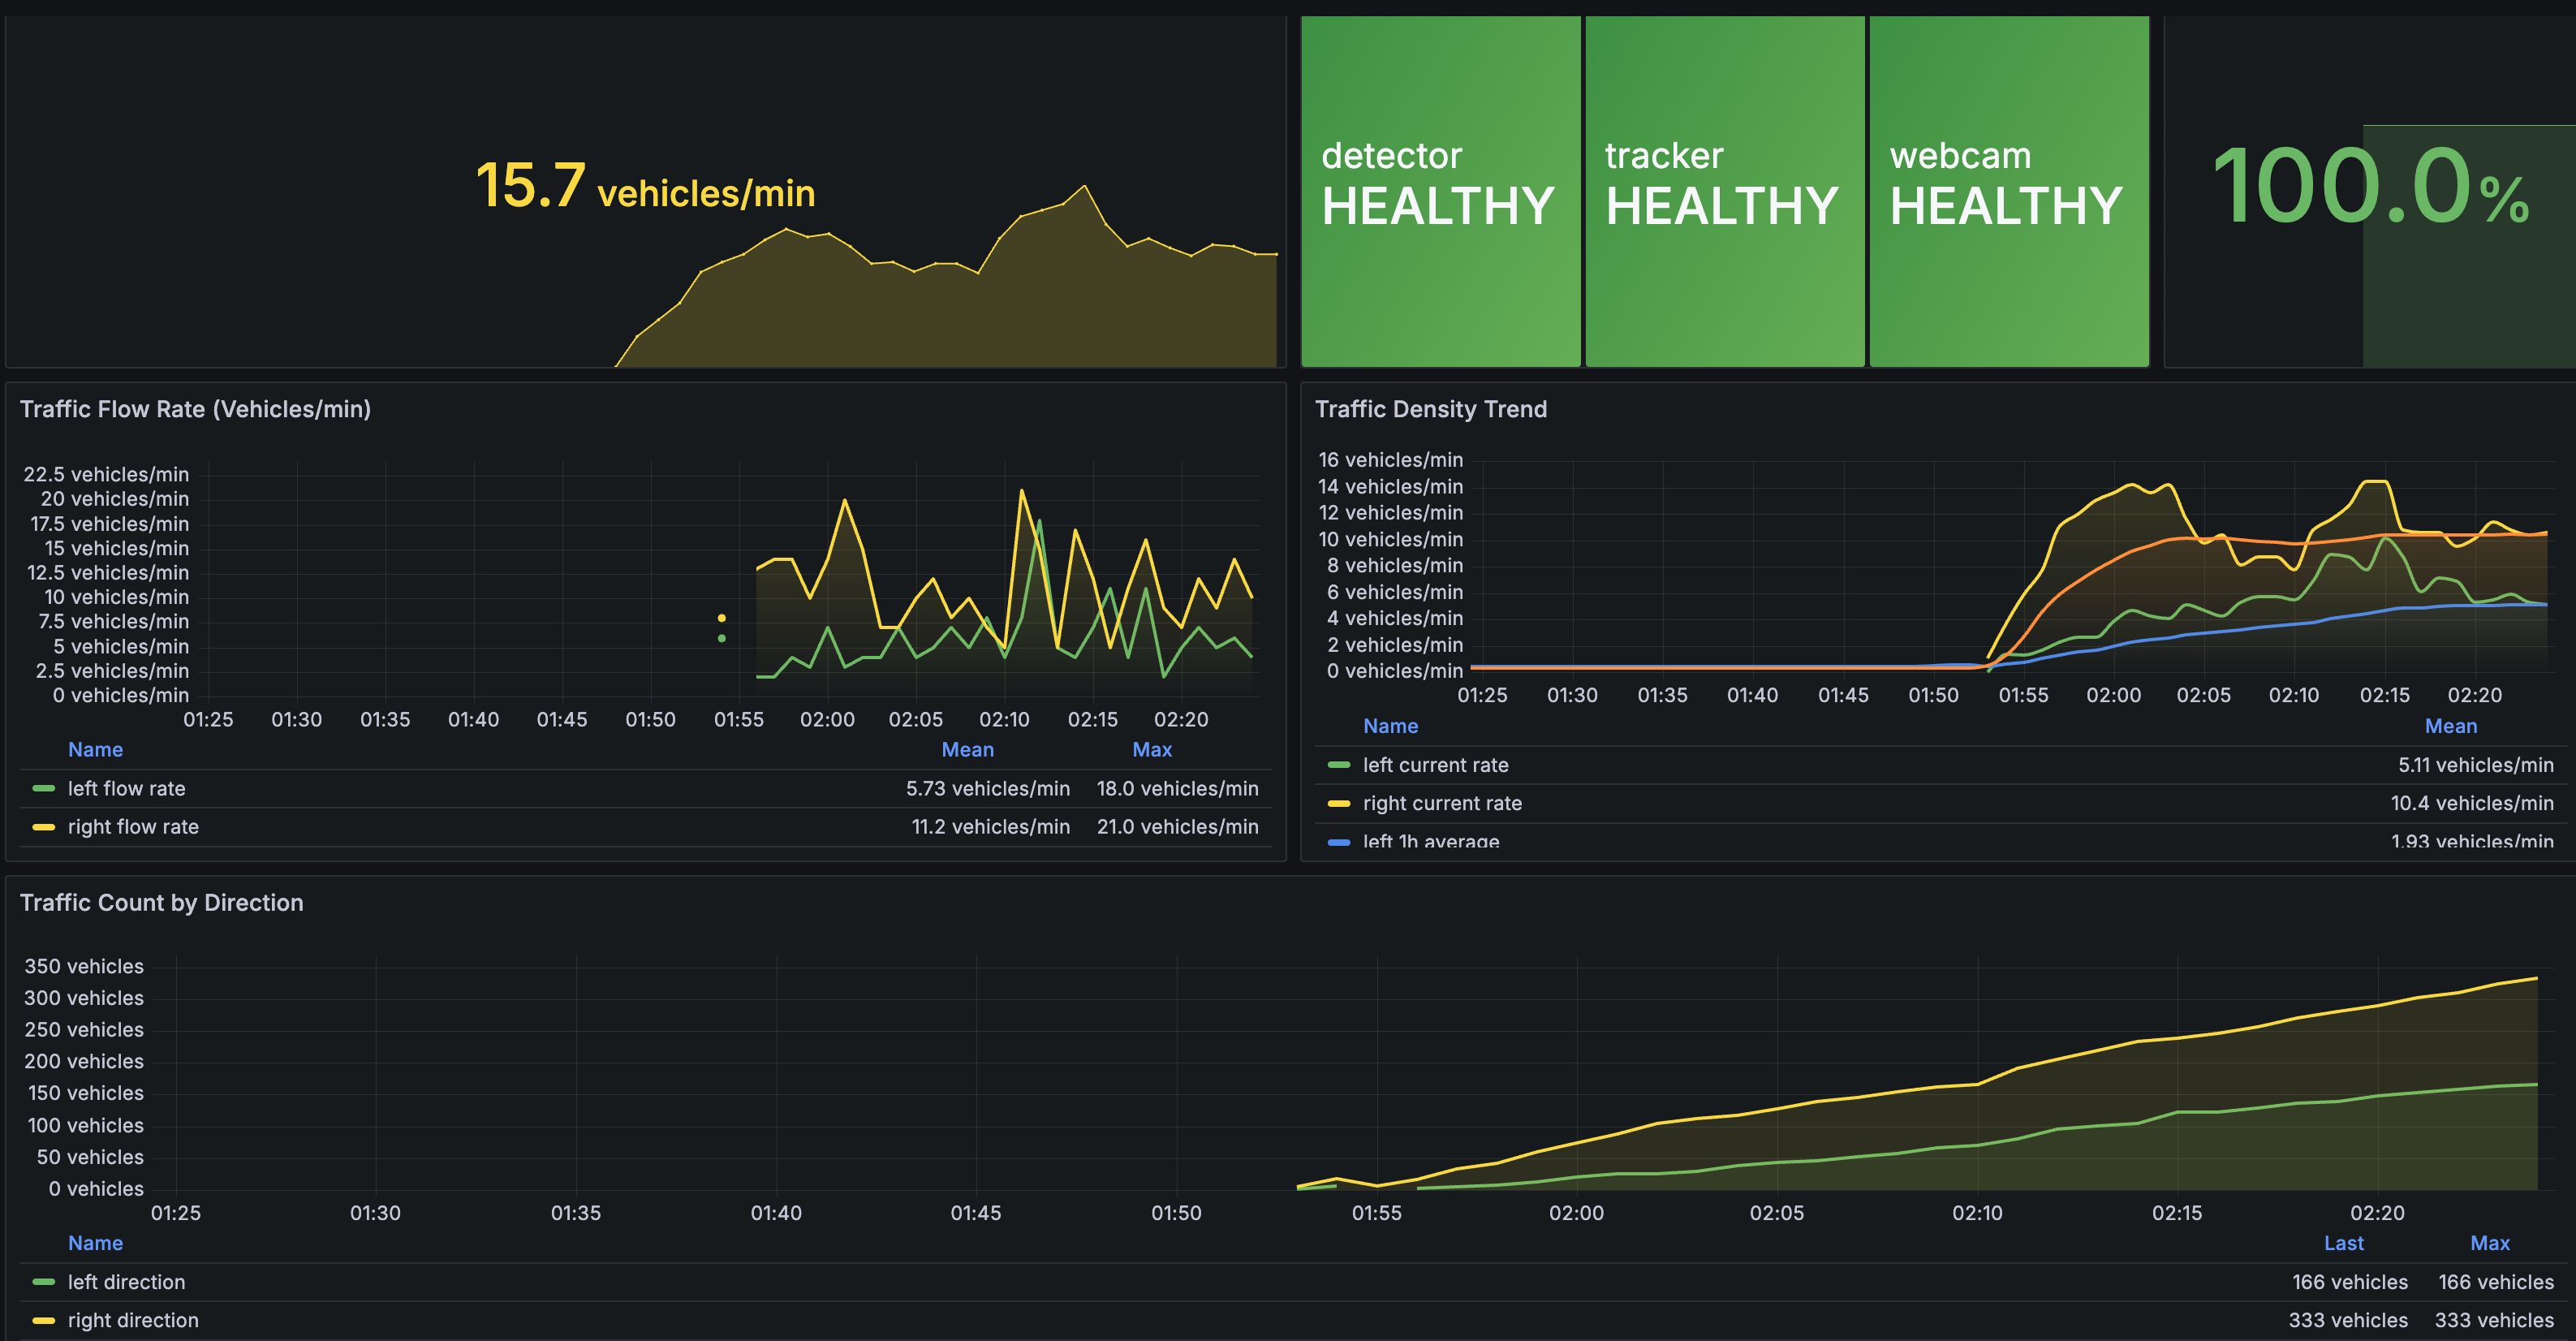 15.7 vehicles/min
detector
HEALTHY
tracker
HEALTHY
webcam
HEALTHY
100.0%
Traffic Flow Rate (Vehicles/min)
22.5 vehicles/min
20 vehicles/min
17.5 vehicles/min
15 vehicles/min
12.5 vehicles/min
10 vehicles/min
7.5 vehicles/min
5 vehicles/min
2.5 vehicles/min
0 vehicles/min
01:25 01:30 01:35 01:40 01:45 01:50 01:55 02:00 02:05 02:10 02:15 02:20
Name Mean Max
left flow rate 5.73 vehicles/min 18.0 vehicles/min
right flow rate 11.2 vehicles/min 21.0 vehicles/min
Traffic Density Trend
16 vehicles/min
14 vehicles/min
12 vehicles/min
10 vehicles/min
8 vehicles/min
6 vehicles/min
4 vehicles/min
2 vehicles/min
0 vehicles/min
01:25 01:30 01:35 01:40 01:45 01:50 01:55 02:00 02:05 02:10 02:15 02:20
Name Mean
left current rate 5.11 vehicles/min
right current rate 10.4 vehicles/min
left 1h average 1.93 vehicles/min
Traffic Count by Direction
350 vehicles
300 vehicles
250 vehicles
200 vehicles
150 vehicles
100 vehicles
50 vehicles
0 vehicles
01:25 01:30 01:35 01:40 01:45 01:50 01:55 02:00 02:05 02:10 02:15 02:20
Name Last Max
left direction 166 vehicles 166 vehicles
right direction 333 vehicles 333 vehicles